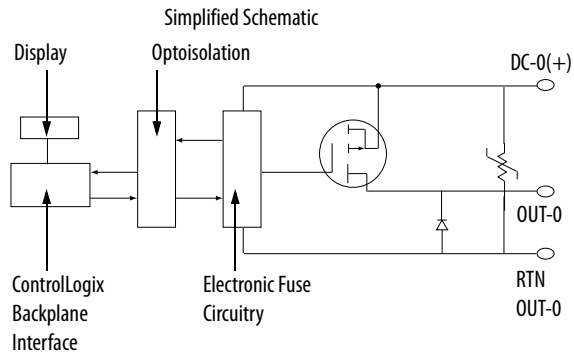 Simplified Schematic
Display
Optoisolation
DC-0(+)
OUT-0
RTN
OUT-0
ControlLogix
Backplane
Interface
Electronic Fuse
Circuitry